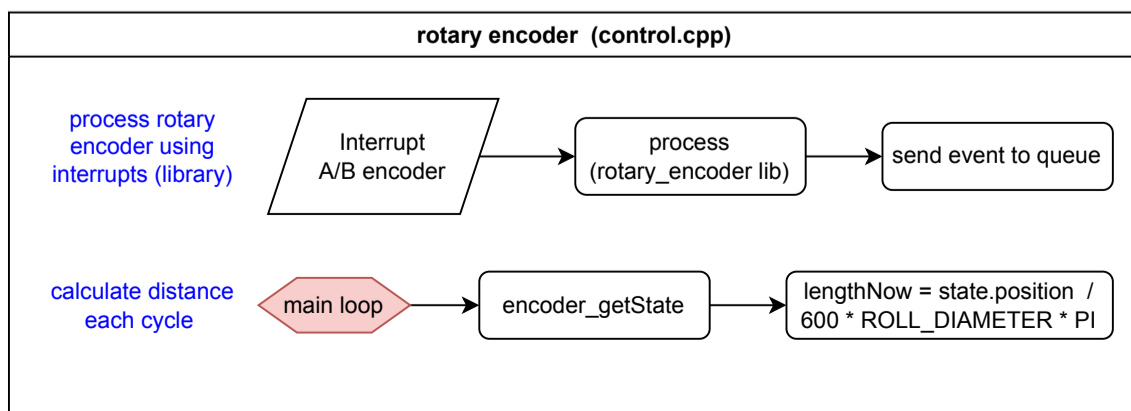 rotary encoder  (control.cpp)
process rotary
encoder using
interrupts (library)
Interrupt
A/B encoder
process
(rotary_encoder lib)
send event to queue
calculate distance
each cycle
main loop
encoder_getState
lengthNow = state.position  /
600 * ROLL_DIAMETER * PI